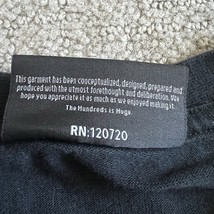 This garment has been conceptualized, designed, prepared and
produced with the utmost forethought and deliberation. We
hope you appreciate it as much as we enjoyed making it.
The Hundreds is Huge.
RN:120720